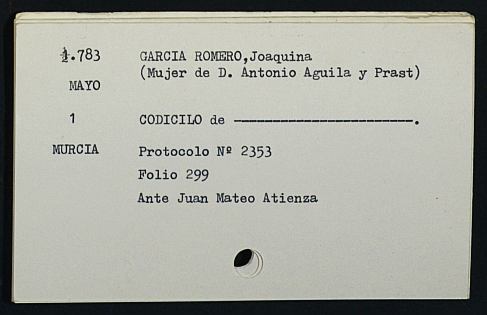 1.783
GARCIA ROMERO,Joaquina
(Mujer de D. Antonio Aguila y Prast)
MAYO
1
CODICILO de ------------------------.
MURCIA
Protocolo Nº 2353
Folio 299
Ante Juan Mateo Atienza